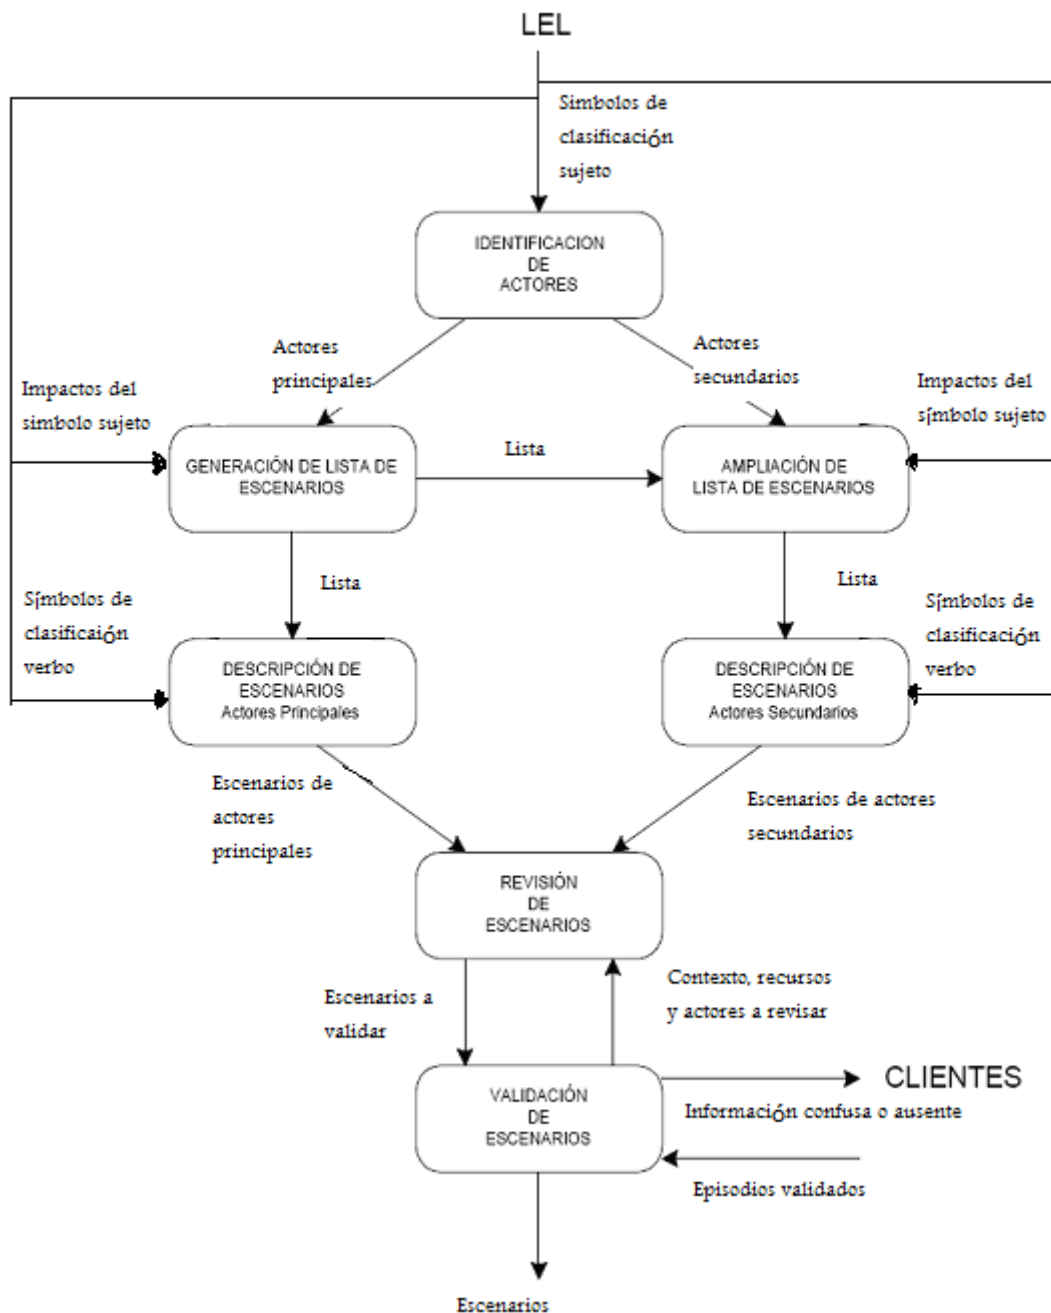 LEL
Simbolos de
clasificación
sujeto
IDENTIFICACION
DE
ACTORES
Actores
principales
Actores
secundarios
Impactos del
simbolo sujeto
Impactos del
símbolo sujeto
GENERACIÓN DE LISTA DE
ESCENARIOS
Lista
AMPLIACIÓN DE
LISTA DE ESCENARIOS
Lista
Lista
Símbolos de
clasificaión
verbo
Símbolos de
clasificación
verbo
DESCRIPCIÓN DE
ESCENARIOS
Actores Principales
DESCRIPCIÓN DE
ESCENARIOS
Actores Secundarios
Escenarios de
actores
principales
Escenarios de actores
secundarios
REVISIÓN
DE
ESCENARIOS
Escenarios a
validar
Contexto, recursos
y actores a revisar
VALIDACIÓN
DE
ESCENARIOS
CLIENTES
Información confusa o ausente
Episodios validados
Escenarios